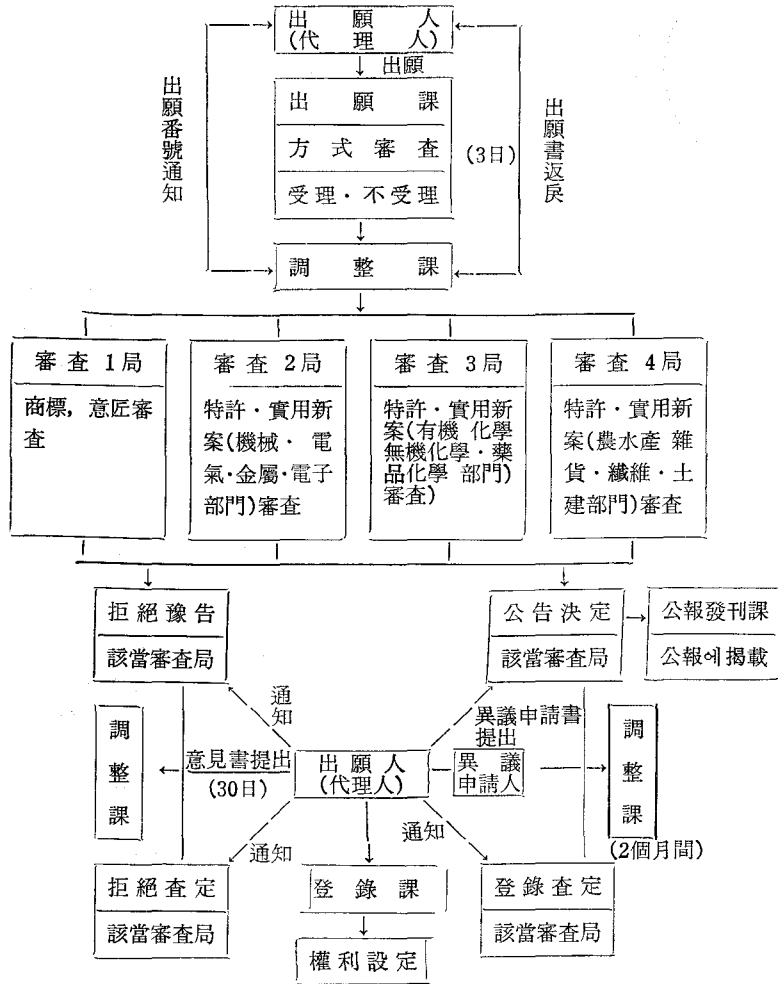 出願人
(代理人)
出願
出願番號通知
出願課
方式審査
受理·不受理
(3日)
出願書返戻
調整課
審査1局
商標, 意匠審
査
審査2局
特許·實用新
案(機械· 電
氣·金屬·電子
部門)審査
審査3局
特許·實用新
案(有機 化學
無機化學·藥
品化學 部門)
審査)
審査4局
特許·實用新
案(農水產 雜
貨·纖維·土
建部門)審査
拒絕豫告
該當審査局
公告決定
該當審査局
公報發刊課
公報에揭載
通知
異議申請書
提出
調整課
意見書提出
(30日)
出願人
(代理人)
異議
申請人
調整課
(2個月間)
通知
通知
拒絕査定
該當審査局
登錄課
登錄査定
該當審査局
權利設定